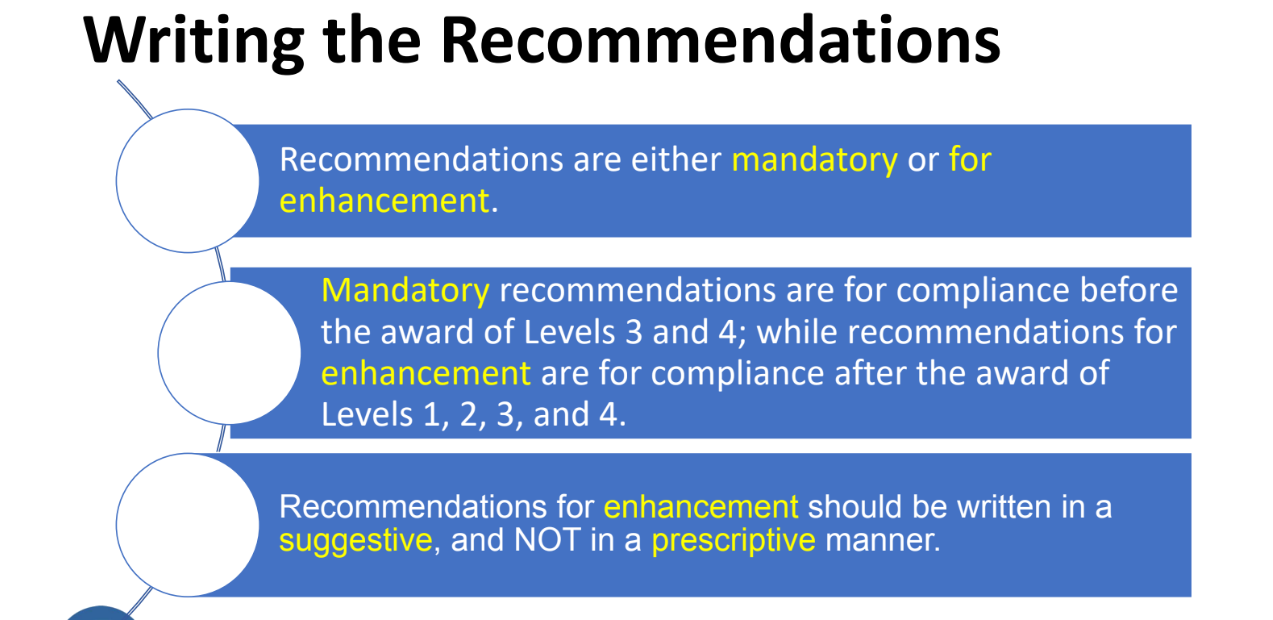 Writing the Recommendations
Recommendations are either mandatory or for
enhancement.
Mandatory recommendations are for compliance before
the award of Levels 3 and 4; while recommendations for
enhancement are for compliance after the award of
Levels 1, 2, 3, and 4.
Recommendations for enhancement should be written in a
suggestive, and NOT in a prescriptive manner.